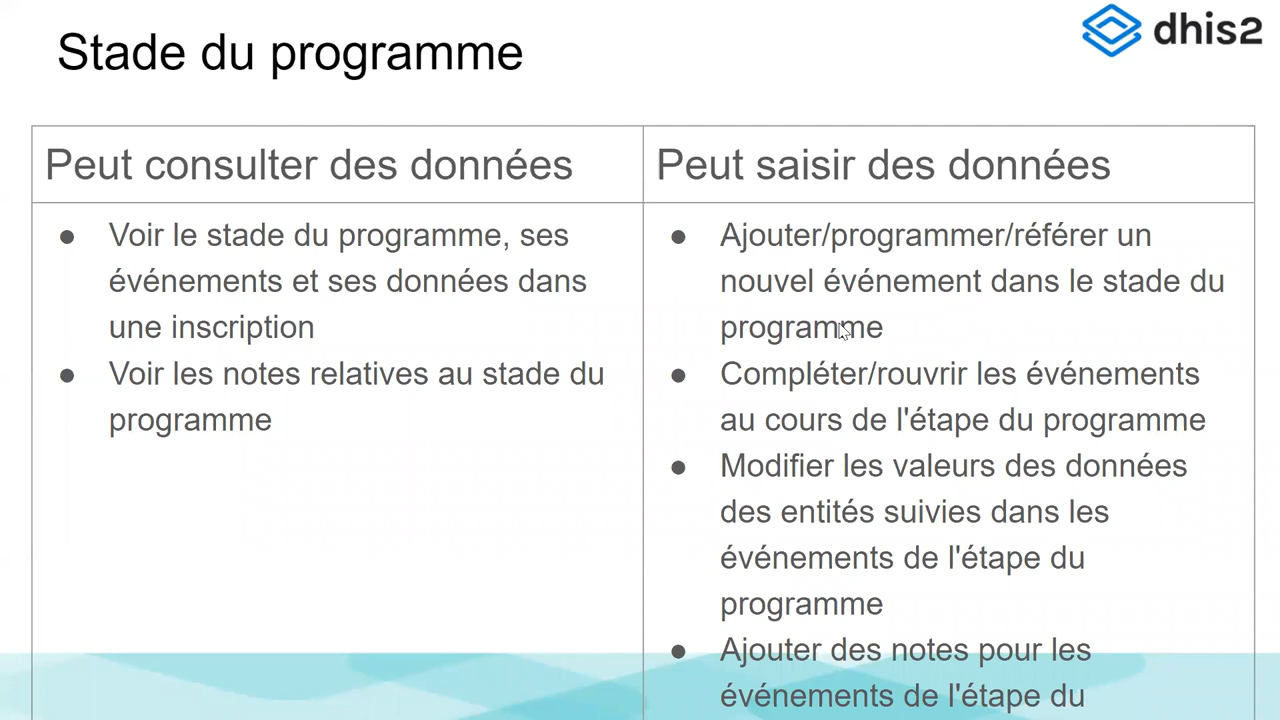 Stade du programme
dhis2
Peut consulter des données
Peut saisir des données
● Voir le stade du programme, ses
événements et ses données dans
une inscription
● Voir les notes relatives au stade du
programme
● Ajouter/programmer/référer un
nouvel événement dans le stade du
programme
● Compléter/rouvrir les événements
au cours de l'étape du programme
● Modifier les valeurs des données
des entités suivies dans les
événements de l'étape du
programme
● Ajouter des notes pour les
événements de l'étape du